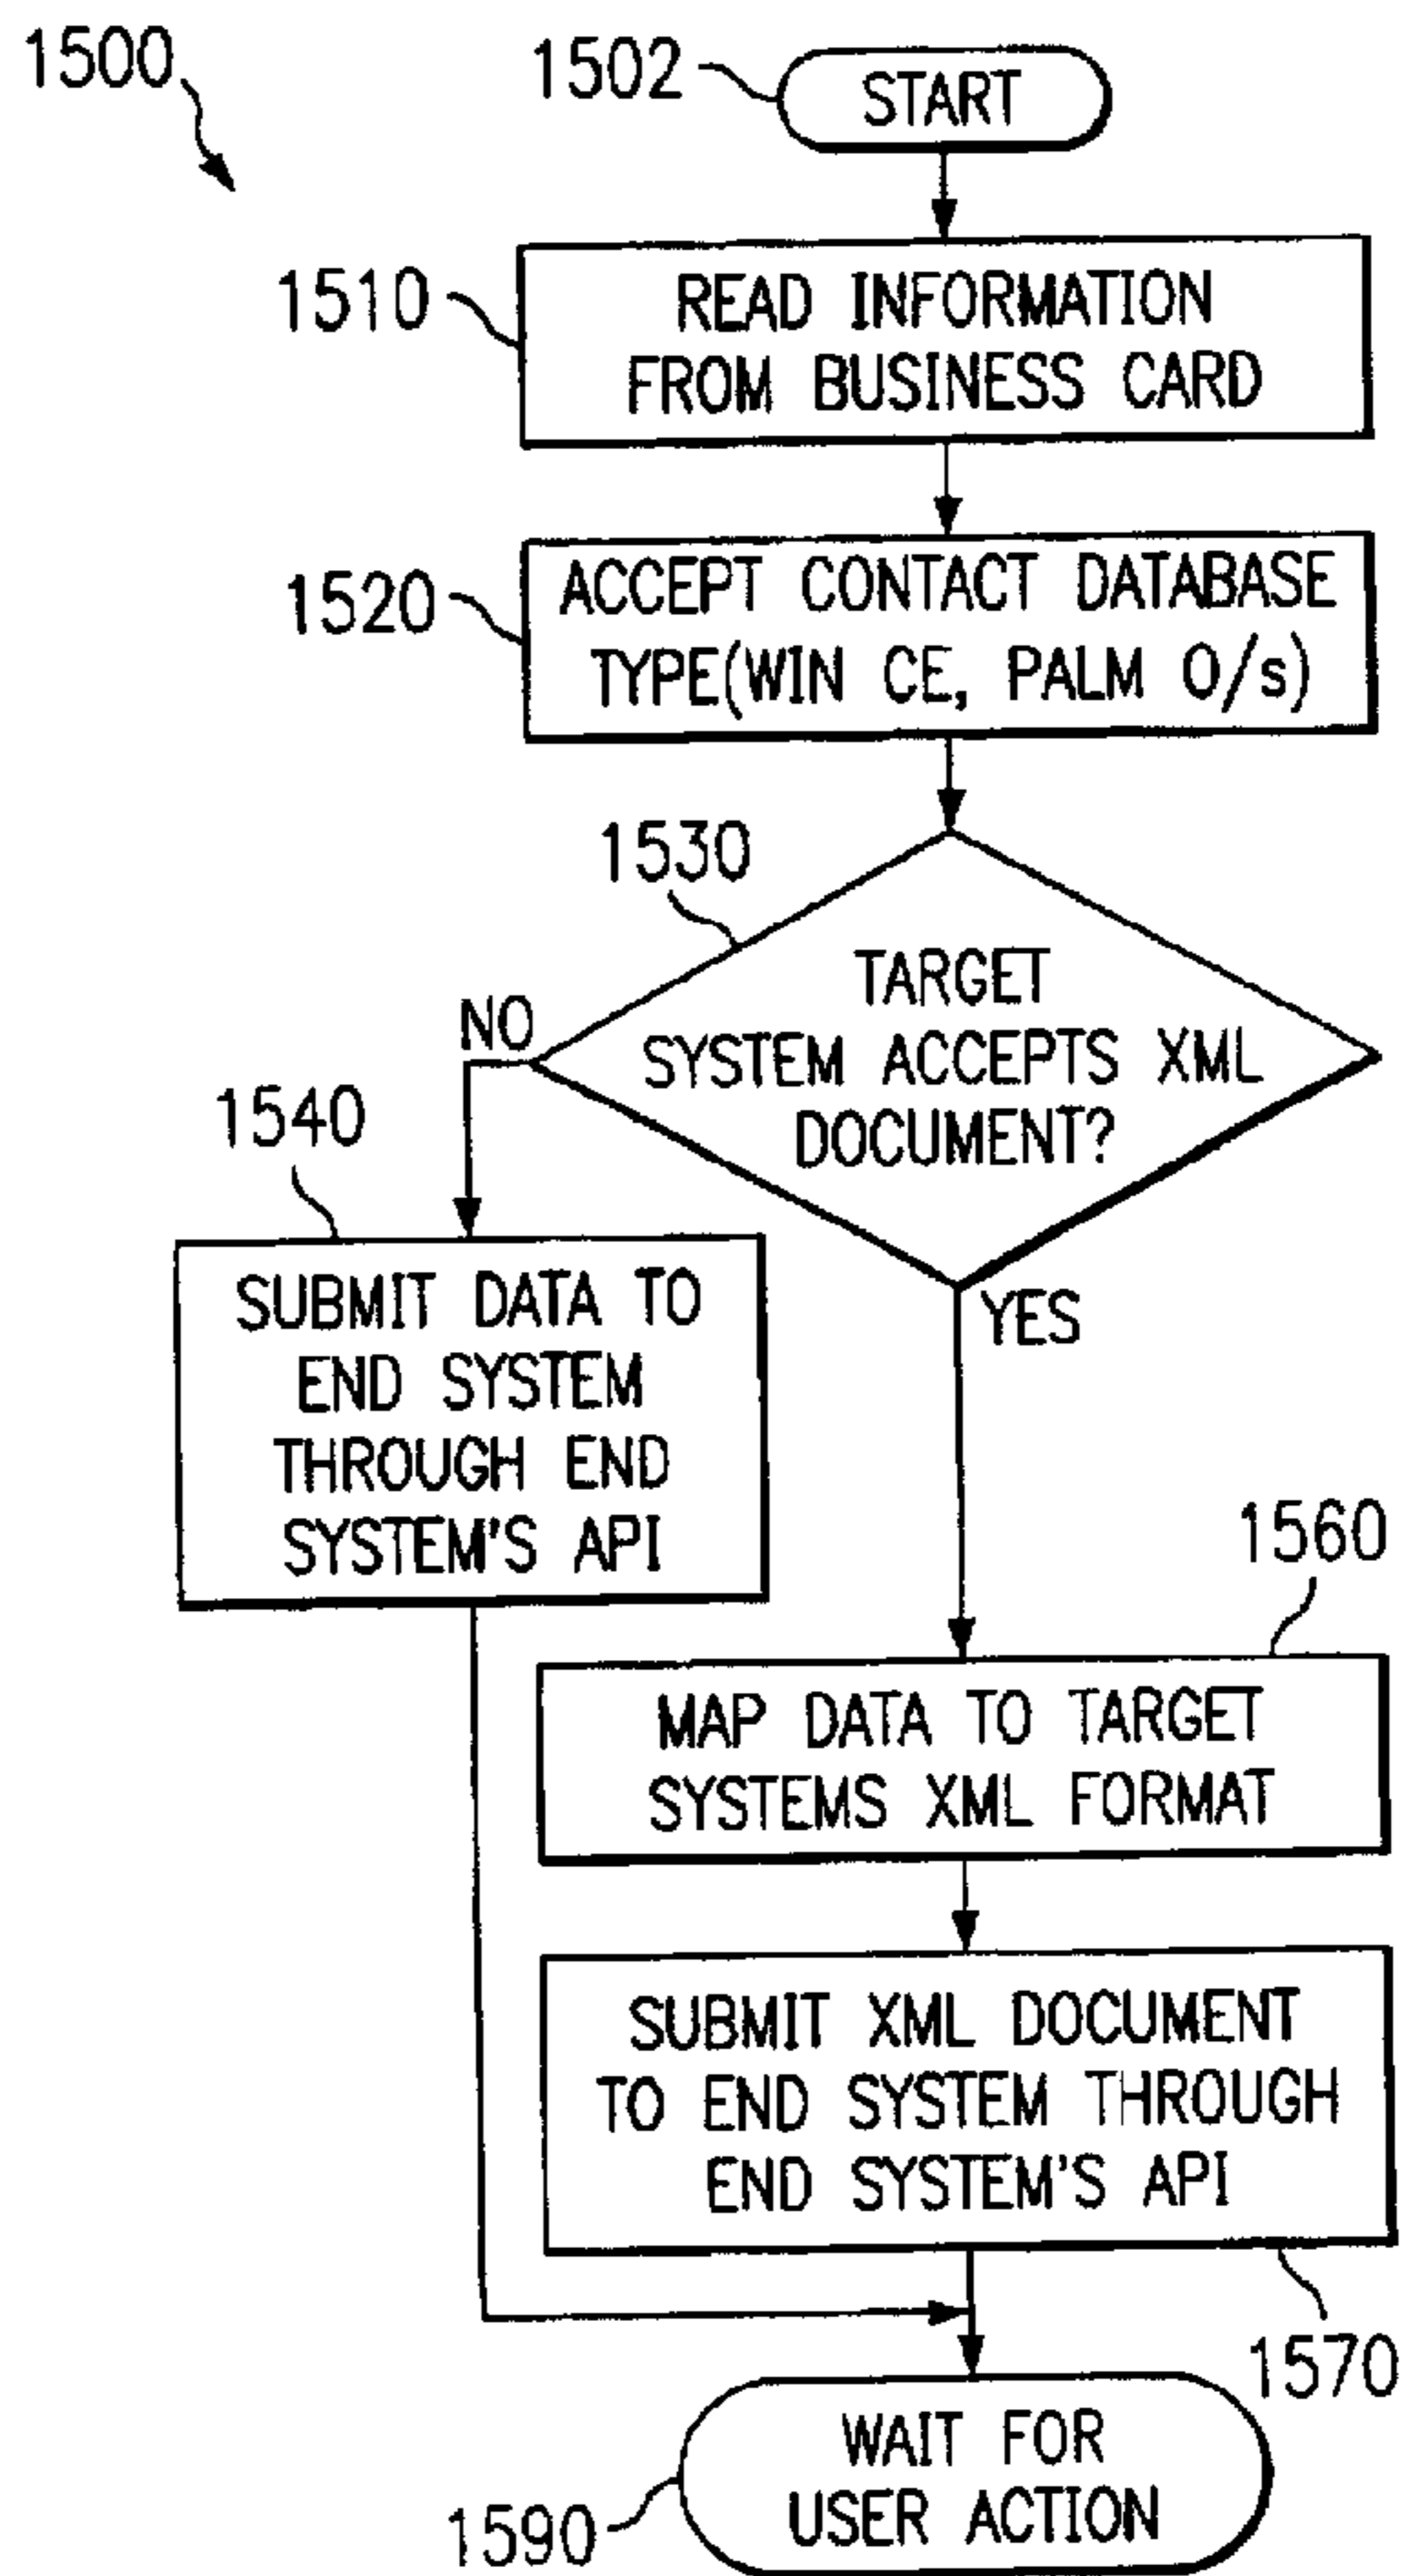 1500
1502
START
1510
READ INFORMATION
FROM BUSINESS CARD
1520
ACCEPT CONTACT DATABASE
TYPE(WIN CE, PALM O/s)
1530
TARGET
SYSTEM ACCEPTS XML
DOCUMENT?
NO
YES
1540
SUBMIT DATA TO
END SYSTEM
THROUGH END
SYSTEM'S API
1560
MAP DATA TO TARGET
SYSTEMS XML FORMAT
SUBMIT XML DOCUMENT
TO END SYSTEM THROUGH
END SYSTEM'S API
1570
WAIT FOR
USER ACTION
1590